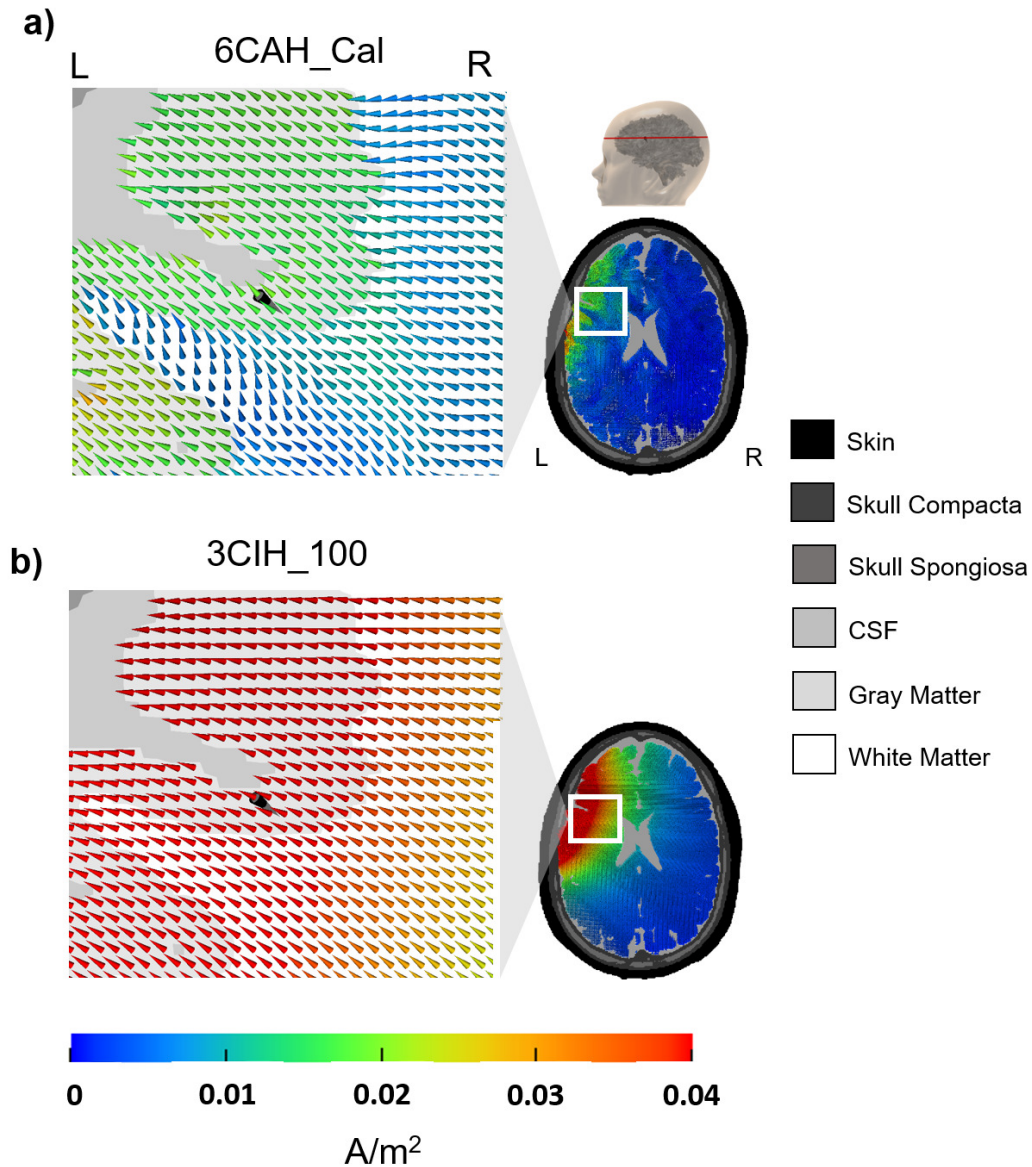 a)
6CAH_Cal
L
R
L
R
Skin
Skull Compacta
Skull Spongiosa
CSF
Gray Matter
White Matter
b)
3CIH_100
0
0.01
0.02
0.03
0.04
A/m²